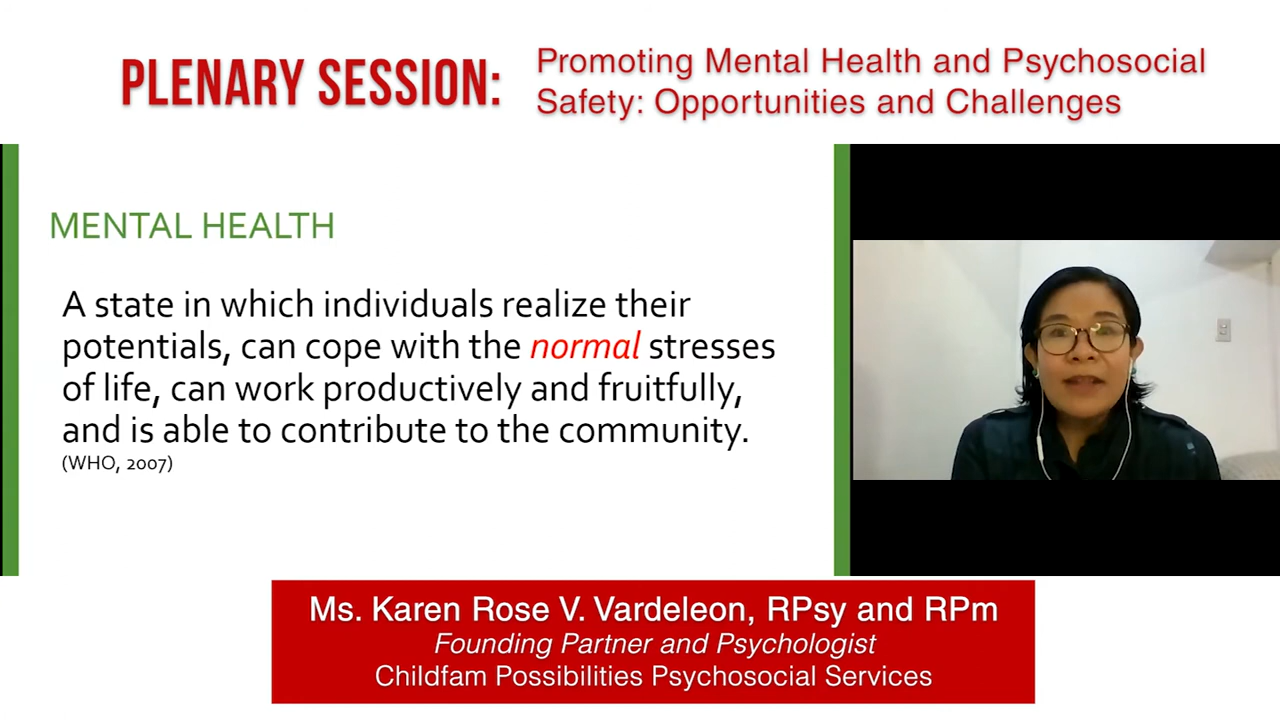 PLENARY SESSION:
Promoting Mental Health and Psychosocial
Safety: Opportunities and Challenges
MENTAL HEALTH
A state in which individuals realize their
potentials, can cope with the normal stresses
of life, can work productively and fruitfully,
and is able to contribute to the community.
(WHO, 2007)
Ms. Karen Rose V. Vardeleon, RPsy and RPm
Founding Partner and Psychologist
Childfam Possibilities Psychosocial Services